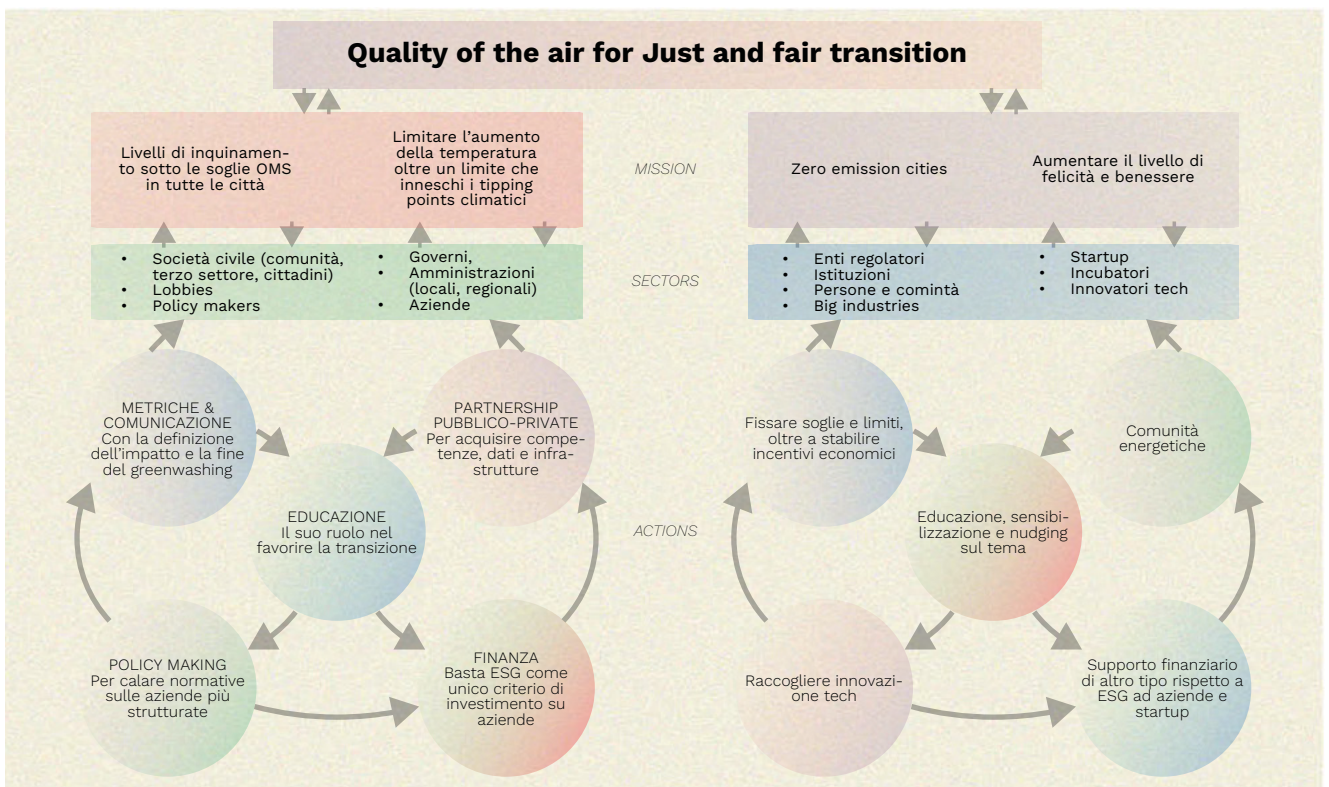 Quality of the air for Just and fair transition
Livelli di inquinamen-
to sotto le soglie OMS
in tutte le città
Limitare l'aumento
della temperatura
oltre un limite che
inneschi i tipping
points climatici
MISSION
Zero emission cities
Aumentare il livello di
felicità e benessere
• Società civile (comunità,
terzo settore, cittadini)
• Lobbies
• Policy makers
• Governi,
• Amministrazioni
(locali, regionali)
• Aziende
SECTORS
• Enti regolatori
• Istituzioni
• Persone e comintà
• Big industries
• Startup
• Incubatori
• Innovatori tech
METRICHE &
COMUNICAZIONE
Con la definizione
dell'impatto e la fine
del greenwashing
PARTNERSHIP
PUBBLICO-PRIVATE
Per acquisire compe-
tenze, dati e infra-
strutture
EDUCAZIONE
Il suo ruolo nel
favorire la transizione
POLICY MAKING
Per calare normative
sulle aziende più
strutturate
FINANZA
Basta ESG come
unico criterio di
investimento su
aziende
ACTIONS
Fissare soglie e limiti,
oltre a stabilire
incentivi economici
Comunità
energetiche
Educazione, sensibi-
lizzazione e nudging
sul tema
Raccogliere innovazi-
one tech
Supporto finanziario
di altro tipo rispetto a
ESG ad aziende e
startup